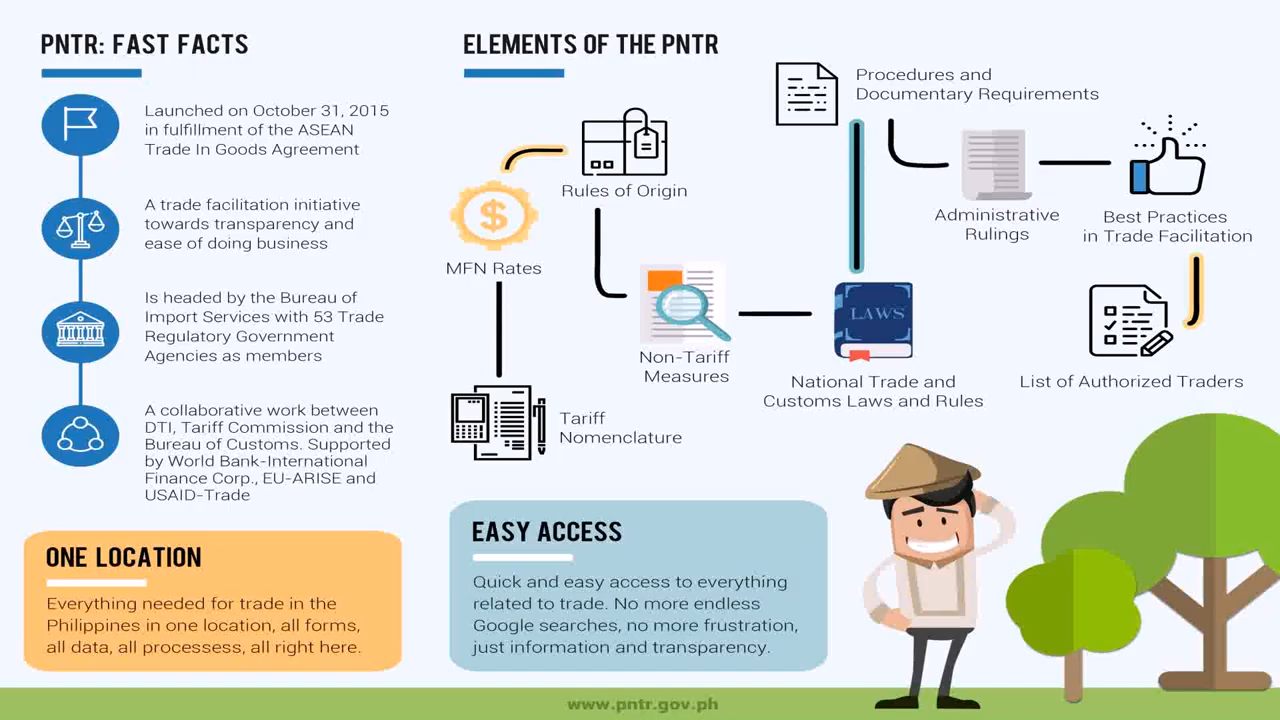 PNTR: FAST FACTS
Launched on October 31, 2015
in fulfillment of the ASEAN
Trade In Goods Agreement
A trade facilitation initiative
towards transparency and
ease of doing business
Is headed by the Bureau of
Import Services with 53 Trade
Regulatory Government
Agencies as members
A collaborative work between
DTI, Tariff Commission and the
Bureau of Customs. Supported
by World Bank-International
Finance Corp., EU-ARISE and
USAID-Trade
ONE LOCATION
Everything needed for trade in the
Philippines in one location, all forms,
all data, all processess, all right here.
ELEMENTS OF THE PNTR
Tariff
Nomenclature
MFN Rates
$
Rules of Origin
Non-Tariff
Measures
LAWS
National Trade and
Customs Laws and Rules
Procedures and
Documentary Requirements
Administrative
Rulings
Best Practices
in Trade Facilitation
List of Authorized Traders
EASY ACCESS
Quick and easy access to everything
related to trade. No more endless
Google searches, no more frustration,
just information and transparency.
www.pntr.gov.ph